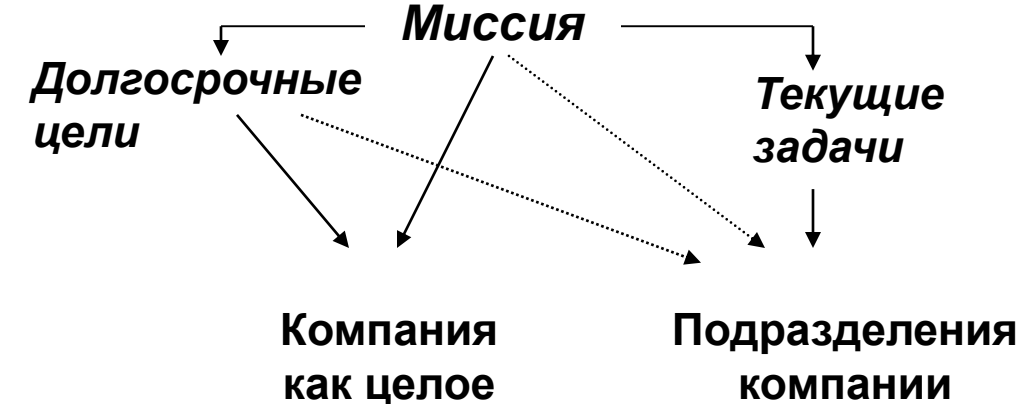 Миссия
Долгосрочные
цели
Текущие
задачи
Компания
как целое
Подразделения
компании